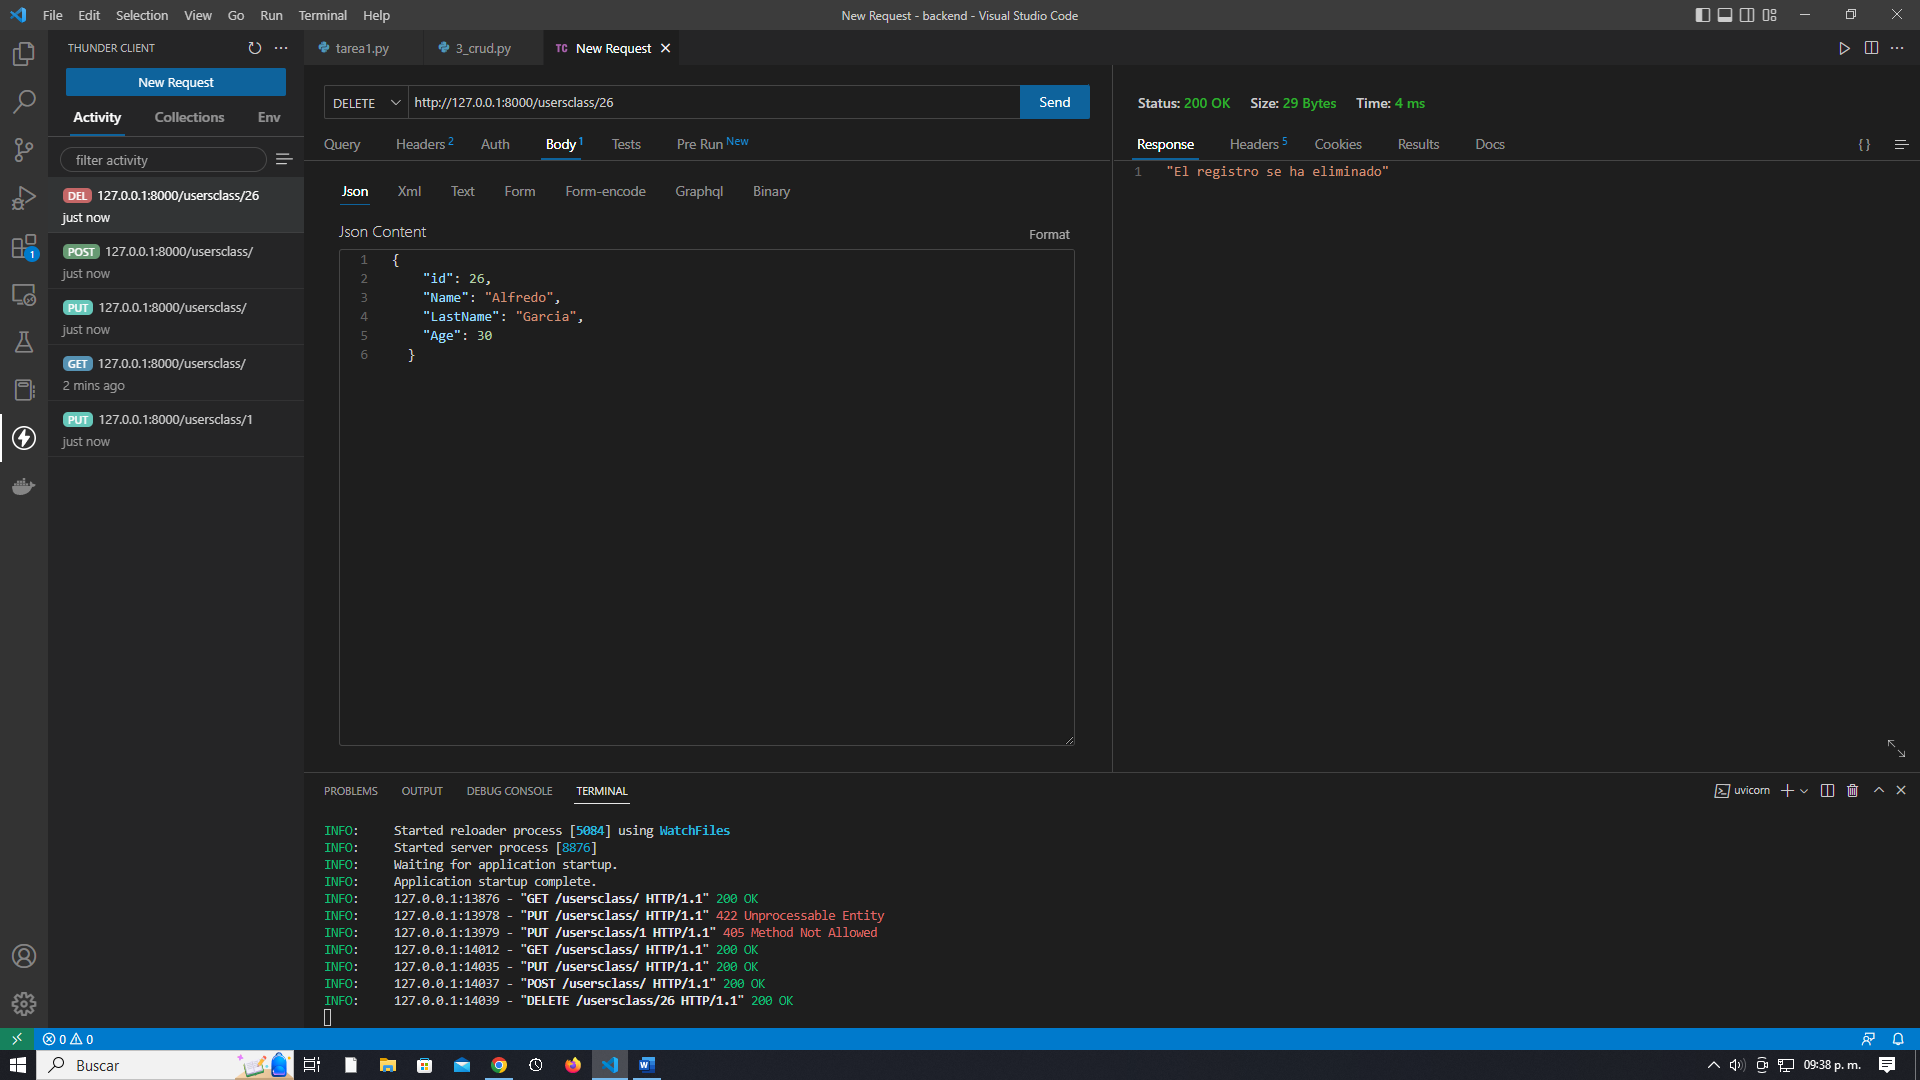 File Edit Selection View Go Run Terminal Help
New Request - backend - Visual Studio Code
THUNDER CLIENT
New Request
Activity Collections Env
filter activity
DEL 127.0.0.1:8000/usersclass/26
just now
POST 127.0.0.1:8000/usersclass/
just now
PUT 127.0.0.1:8000/usersclass/
just now
GET 127.0.0.1:8000/usersclass/
2 mins ago
PUT 127.0.0.1:8000/usersclass/1
just now
1
tarea1.py 3_crud.py TC New Request
DELETE http://127.0.0.1:8000/usersclass/26 Send
Query Headers 2 Auth Body 1 Tests Pre Run New
Json Xml Text Form Form-encode Graphql Binary
Json Content
Format
1 {
2 "id": 26,
3 "Name": "Alfredo",
4 "LastName": "Garcia",
5 "Age": 30
6 }
Status: 200 OK Size: 29 Bytes Time: 4 ms
Response Headers 5 Cookies Results Docs { }
1 "El registro se ha eliminado"
PROBLEMS OUTPUT DEBUG CONSOLE TERMINAL
uvicorn
INFO: Started reloader process [5084] using WatchFiles
INFO: Started server process [8876]
INFO: Waiting for application startup.
INFO: Application startup complete.
INFO: 127.0.0.1:13876 - "GET /usersclass/ HTTP/1.1" 200 OK
INFO: 127.0.0.1:13978 - "PUT /usersclass/ HTTP/1.1" 422 Unprocessable Entity
INFO: 127.0.0.1:13979 - "PUT /usersclass/1 HTTP/1.1" 405 Method Not Allowed
INFO: 127.0.0.1:14012 - "GET /usersclass/ HTTP/1.1" 200 OK
INFO: 127.0.0.1:14035 - "PUT /usersclass/ HTTP/1.1" 200 OK
INFO: 127.0.0.1:14037 - "POST /usersclass/ HTTP/1.1" 200 OK
INFO: 127.0.0.1:14039 - "DELETE /usersclass/26 HTTP/1.1" 200 OK
0 0
Buscar
09:38 p. m.